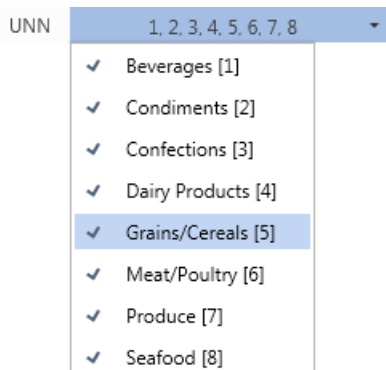 UNN 1, 2, 3, 4, 5, 6, 7, 8
Beverages [1]
Condiments [2]
Confections [3]
Dairy Products [4]
Grains/Cereals [5]
Meat/Poultry [6]
Produce [7]
Seafood [8]